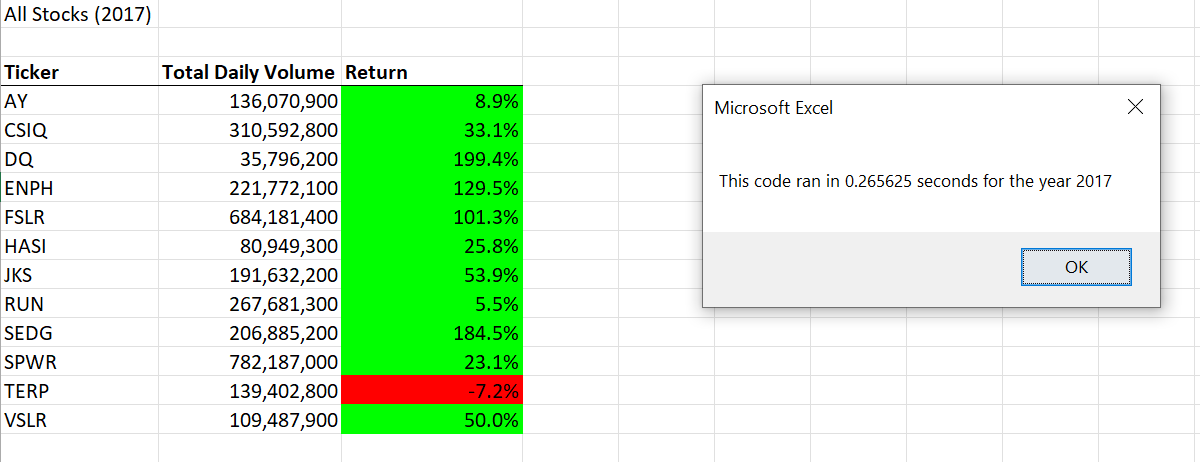 All Stocks (2017)
Ticker Total Daily Volume Return
AY 136,070,900 8.9%
CSIQ 310,592,800 33.1%
DQ 35,796,200 199.4%
ENPH 221,772,100 129.5%
FSLR 684,181,400 101.3%
HASI 80,949,300 25.8%
JKS 191,632,200 53.9%
RUN 267,681,300 5.5%
SEDG 206,885,200 184.5%
SPWR 782,187,000 23.1%
TERP 139,402,800 -7.2%
VSLR 109,487,900 50.0%
Microsoft Excel
This code ran in 0.265625 seconds for the year 2017
OK